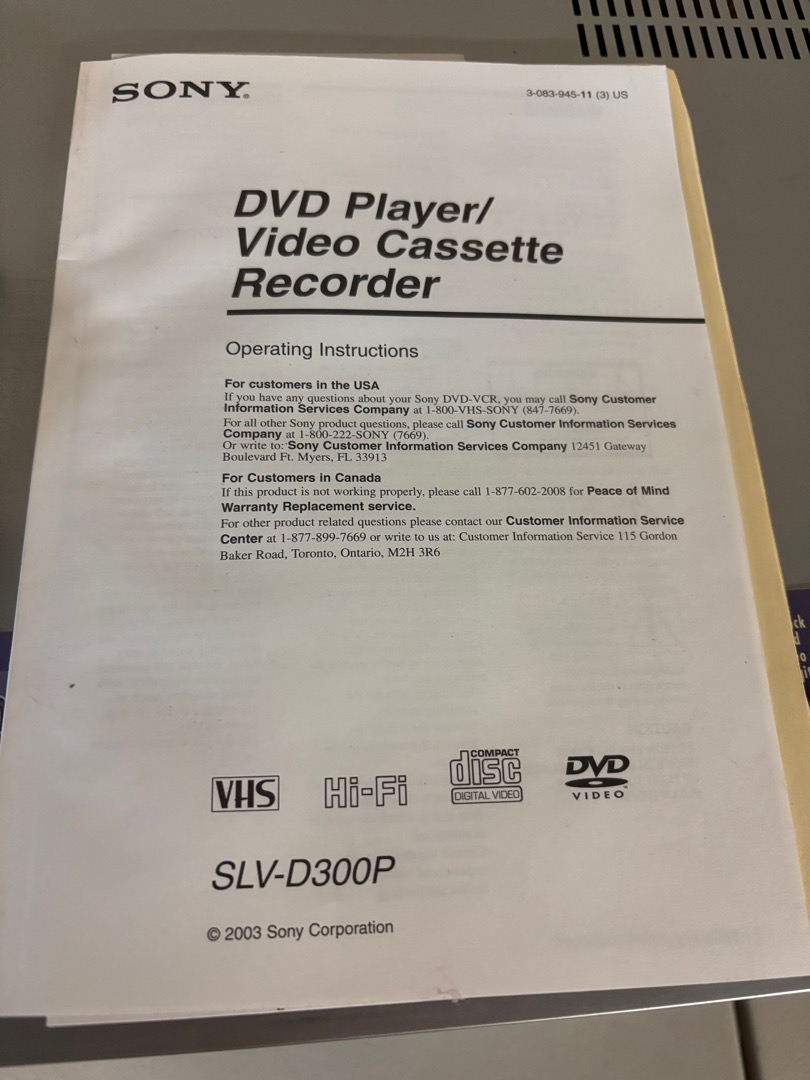 SONY®
3-083-945-11 (3) US
DVD Player/
Video Cassette
Recorder
Operating Instructions
For customers in the USA
If you have any questions about your Sony DVD-VCR, you may call Sony Customer
Information Services Company at 1-800-VHS-SONY (847-7669).
For all other Sony product questions, please call Sony Customer Information Services
Company at 1-800-222-SONY (7669).
Or write to: Sony Customer Information Services Company 12451 Gateway
Boulevard Ft. Myers, FL 33913
For Customers in Canada
If this product is not working properly, please call 1-877-602-2008 for Peace of Mind
Warranty Replacement service.
For other product related questions please contact our Customer Information Service
Center at 1-877-899-7669 or write to us at: Customer Information Service 115 Gordon
Baker Road, Toronto, Ontario, M2H 3R6
VHS
Hi-Fi
COMPACT
disc
DIGITAL VIDEO
DVD
VIDEO™
SLV-D300P
© 2003 Sony Corporation